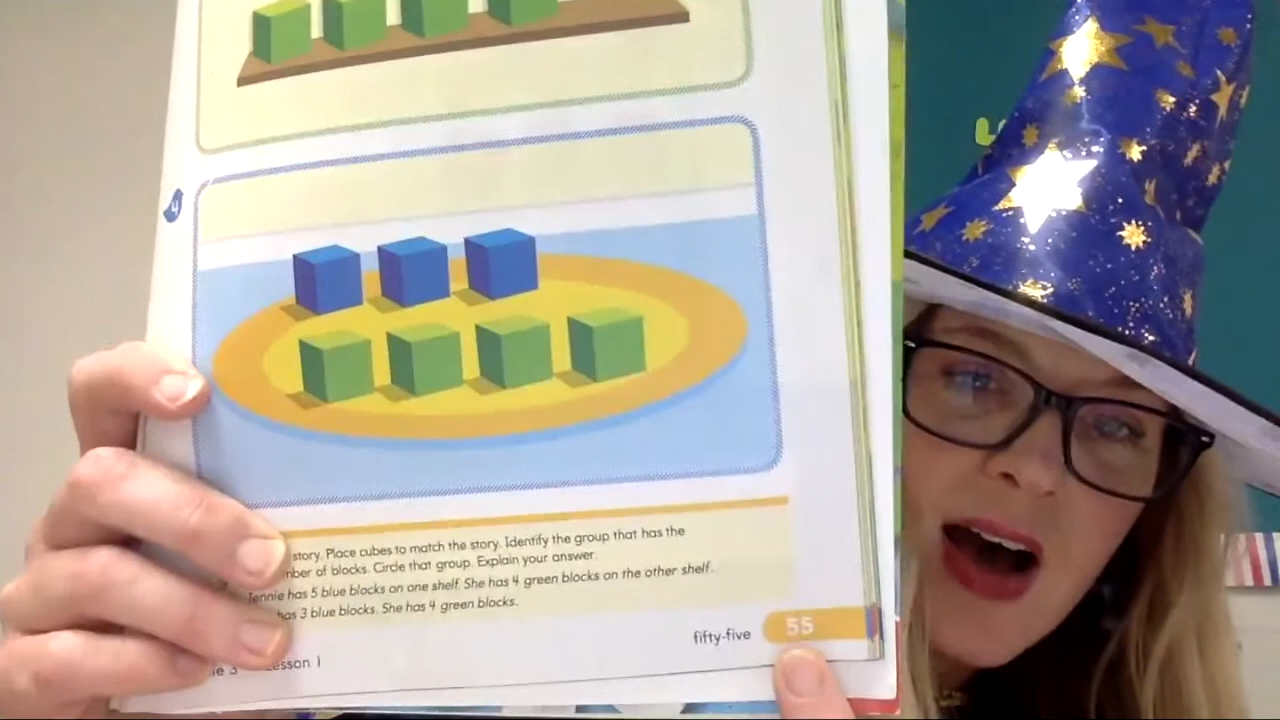 4
story. Place cubes to match the story. Identify the group that has the
of blocks. Circle that group. Explain your answer.
Jennie has 5 blue blocks on one shelf. She has 4 green blocks on the other shelf.
has 3 blue blocks. She has 4 green blocks.
fifty-five 55
3 Lesson 1